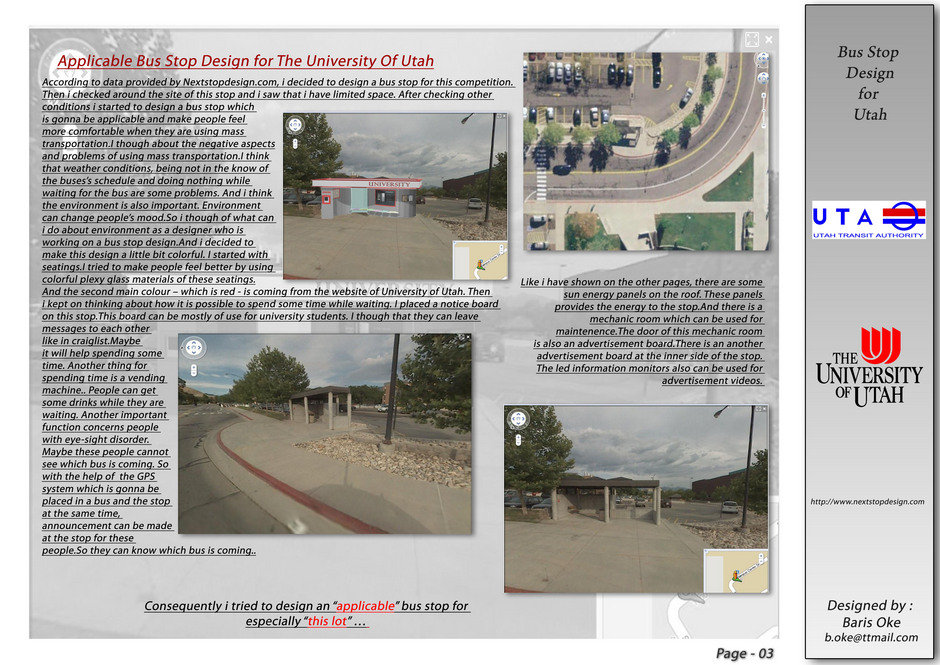 Applicable Bus Stop Design for The University Of Utah
According to data provided by Nextstopdesign.com, i decided to design a bus stop for this competition.
Then i checked around the site of this stop and i saw that i have limited space. After checking other
conditions i started to design a bus stop which
is gonna be applicable and make people feel
more comfortable when they are using mass
transportation.I though about the negative aspects
and problems of using mass transportation.I think
that weather conditions, being not in the know of
the buses's schedule and doing nothing while
waiting for the bus are some problems. And i think
the environment is also important. Environment
can change people's mood.So i though of what can
i do about environment as a designer who is
working on a bus stop design.And i decided to
make this design a little bit colorful. I started with
seatings.I tried to make people feel better by using
colorful plexy glass materials of these seatings.
And the second main colour – which is red - is coming from the website of University of Utah. Then
i kept on thinking about how it is possible to spend some time while waiting. I placed a notice board
on this stop.This board can be mostly of use for university students. I though that they can leave
messages to each other
like in craiglist.Maybe
it will help spending some
time. Another thing for
spending time is a vending
machine.. People can get
some drinks while they are
waiting. Another important
function concerns people
with eye-sight disorder.
Maybe these people cannot
see which bus is coming. So
with the help of the GPS
system which is gonna be
placed in a bus and the stop
at the same time,
announcement can be made
at the stop for these
people.So they can know which bus is coming..
UNIVERSITY
Like i have shown on the other pages, there are some
sun energy panels on the roof. These panels
provides the energy to the stop.And there is a
mechanic room which can be used for
maintenence.The door of this mechanic room
is also an advertisement board.There is an another
advertisement board at the inner side of the stop.
The led information monitors also can be used for
advertisement videos.
Consequently i tried to design an “applicable” bus stop for
especially “this lot” …
Page - 03
Bus Stop
Design
for
Utah
UTA
UTAH TRANSIT AUTHORITY
THE
UNIVERSITY
OF UTAH
http://www.nextstopdesign.com
Designed by :
Baris Oke
b.oke@ttmail.com